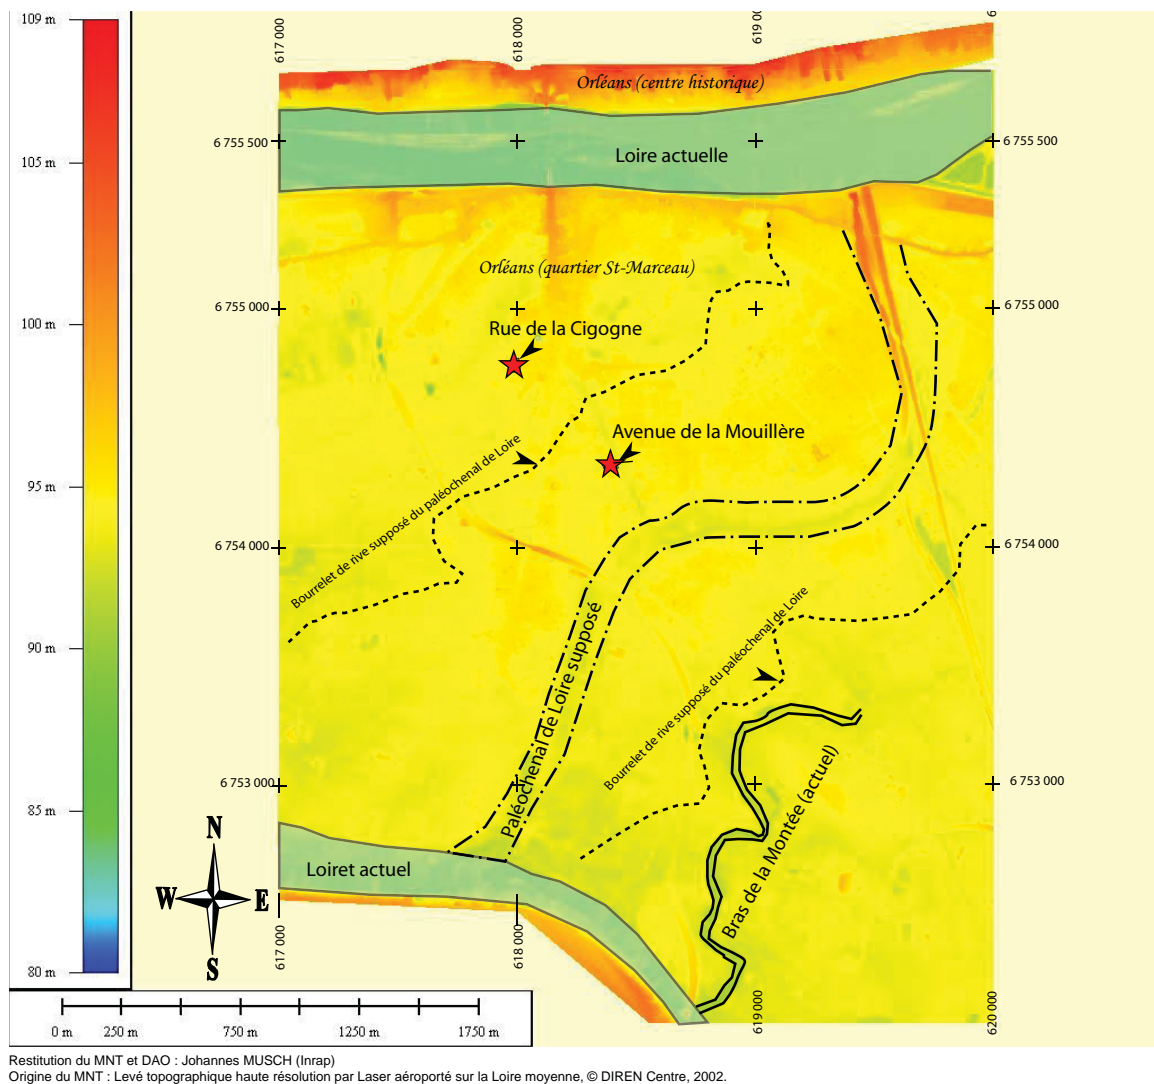 109 m
105 m
100 m
95 m
90 m
85 m
80 m
617 000
618 000
619 0
6
Orléans (centre historique)
6 755 500
6 755 500
Loire actuelle
Orléans (quartier St-Marceau)
6 755 000
6 755 000
Rue de la Cigogne
Avenue de la Mouillère
Bourrelet de rive supposé du paléochenal de Loire
6 754 000
6 754 000
Paléochenal de Loire supposé
Bourrelet de rive supposé du paléochenal de Loire
6 753 000
6 753 000
Bras de la Montée (actuel)
Loiret actuel
N
W
E
S
617 000
618 000
619 000
620 000
0 m
250 m
750 m
1250 m
1750 m
Restitution du MNT et DAO : Johannes MUSCH (Inrap)
Origine du MNT : Levé topographique haute résolution par Laser aéroporté sur la Loire moyenne, © DIREN Centre, 2002.